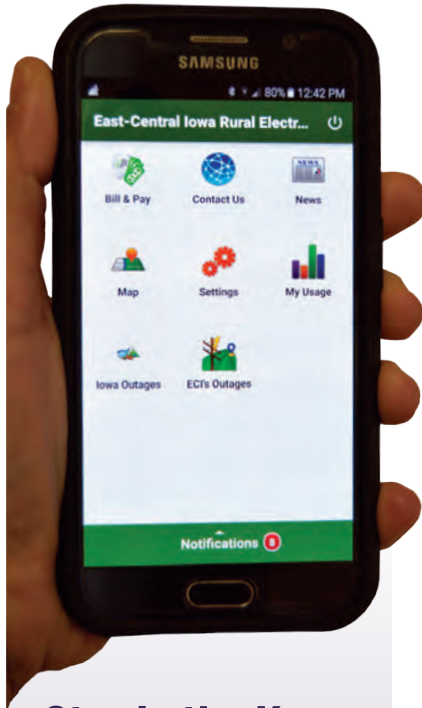 SAMSUNG
80% 12:42 PM
East-Central Iowa Rural Electr...
Bill & Pay Contact Us News
NEWS
Map Settings My Usage
Iowa Outages ECI's Outages
Notifications 8